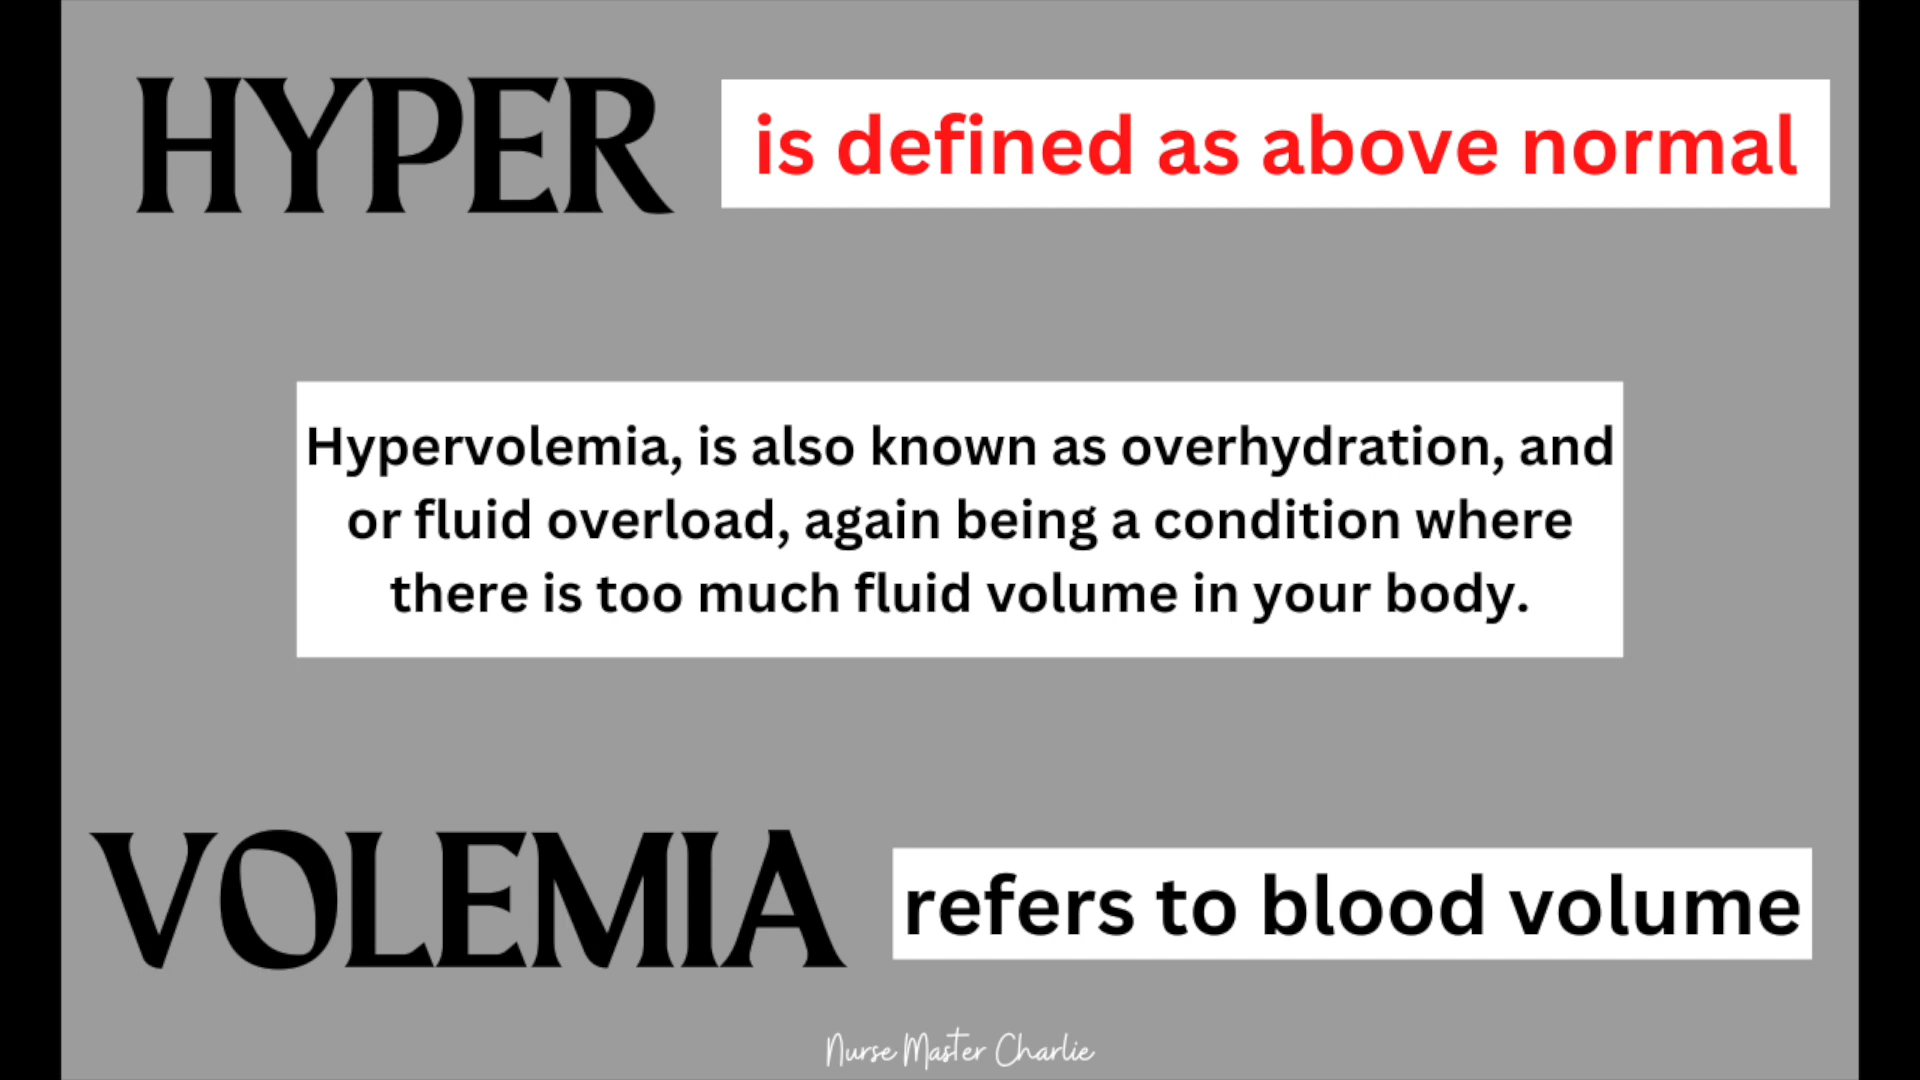 HYPER
is defined as above normal
Hypervolemia, is also known as overhydration, and
or fluid overload, again being a condition where
there is too much fluid volume in your body.
VOLEMIA
refers to blood volume
Nurse Master Charlie